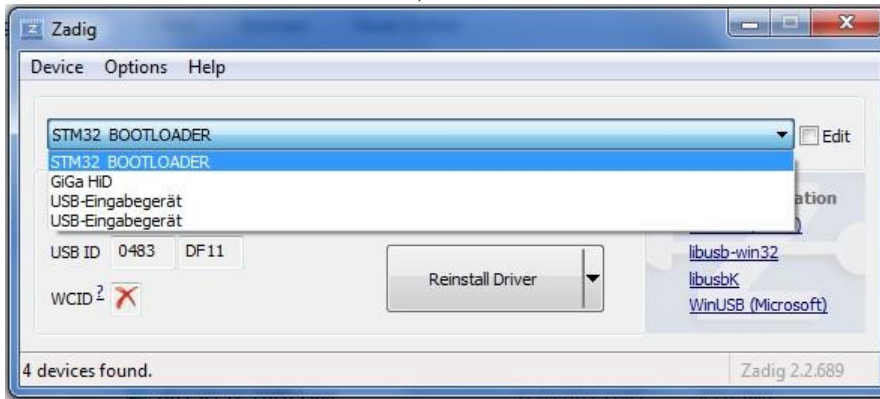 Zadig
Device Options Help
STM32 BOOTLOADER Edit
STM32 BOOTLOADER
GiGa HiD
USB-Eingabegerät
USB-Eingabegerät
ation
USB ID 0483 DF11
libusb-win32
Reinstall Driver
libusbK
WCID ?
WinUSB (Microsoft)
4 devices found. Zadig 2.2.689